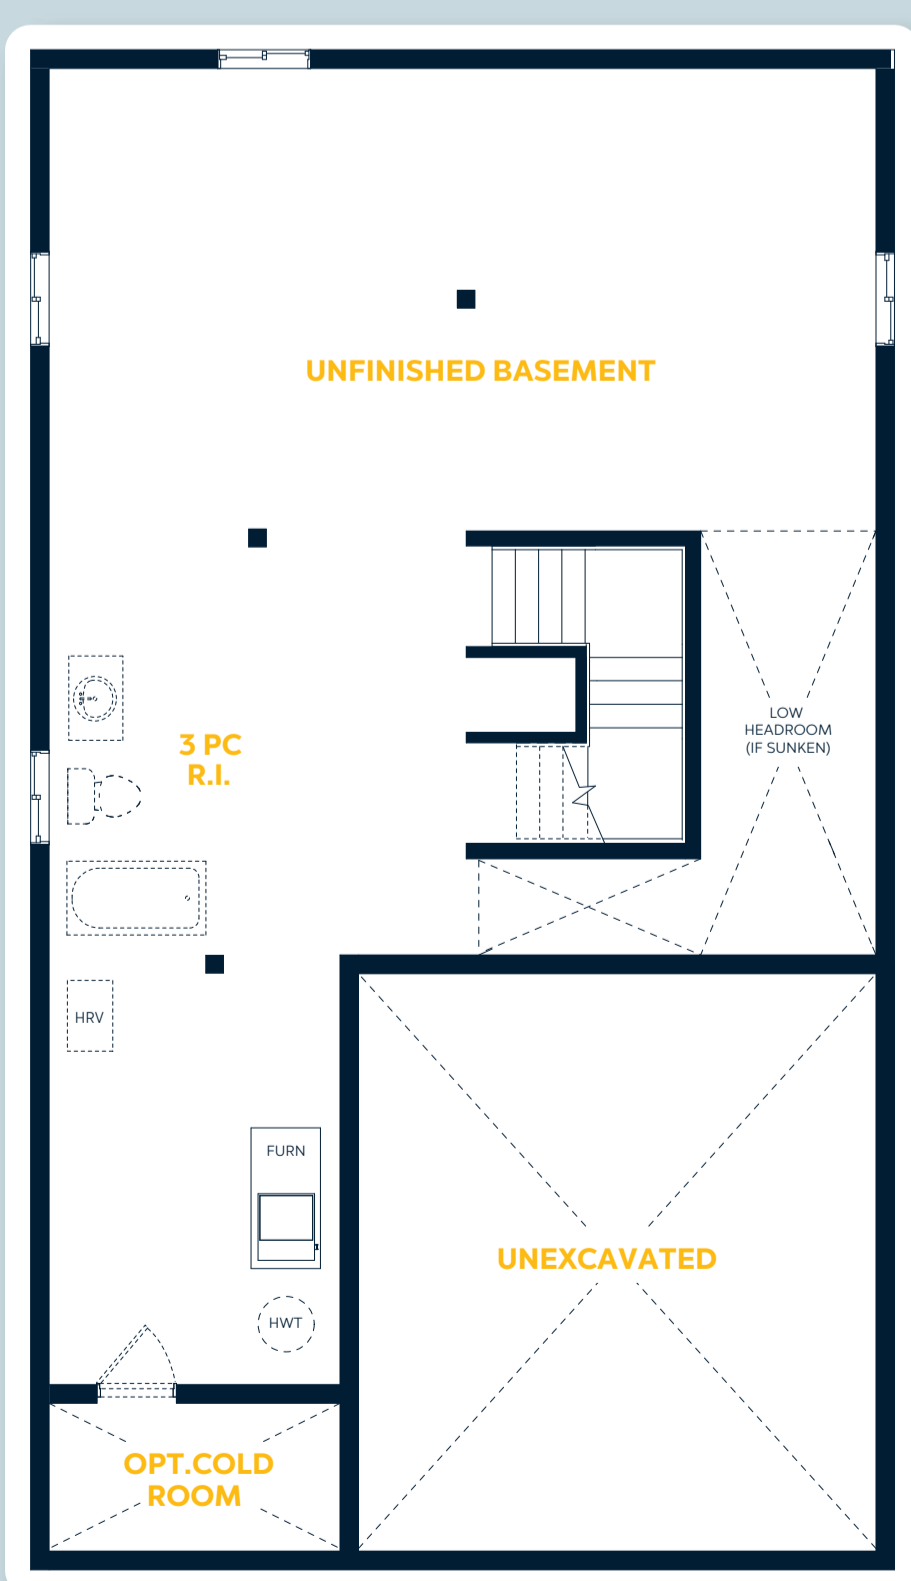 UNFINISHED BASEMENT
LOW
HEADROOM
(IF SUNKEN)
3 PC
R.I.
HRV
FURN
UNEXCAVATED
HWT
OPT.COLD
ROOM